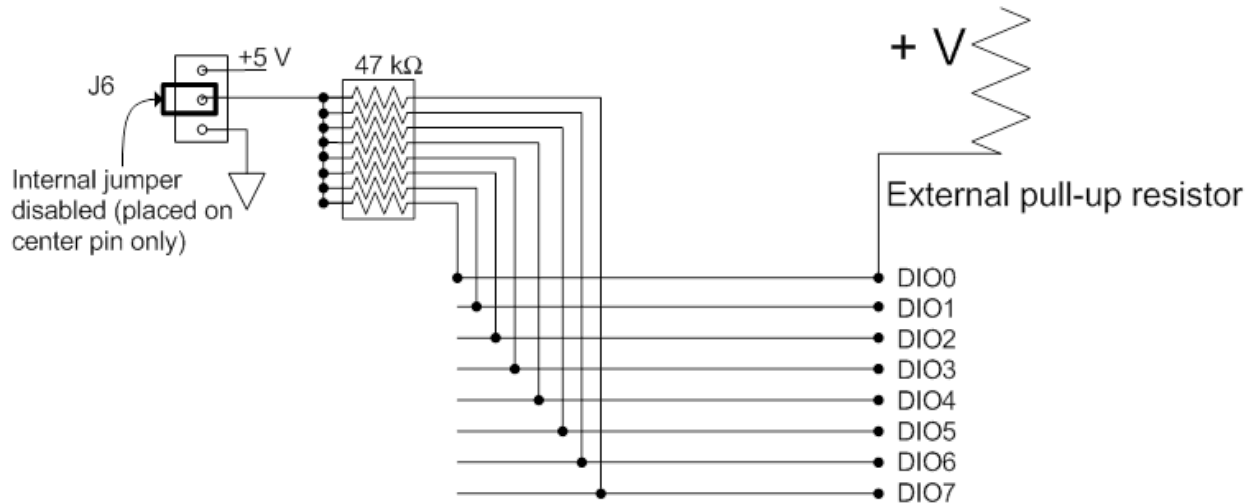 +5 V
47 kΩ
+ V
J6
Internal jumper
disabled (placed on
center pin only)
External pull-up resistor
DIO0
DIO1
DIO2
DIO3
DIO4
DIO5
DIO6
DIO7